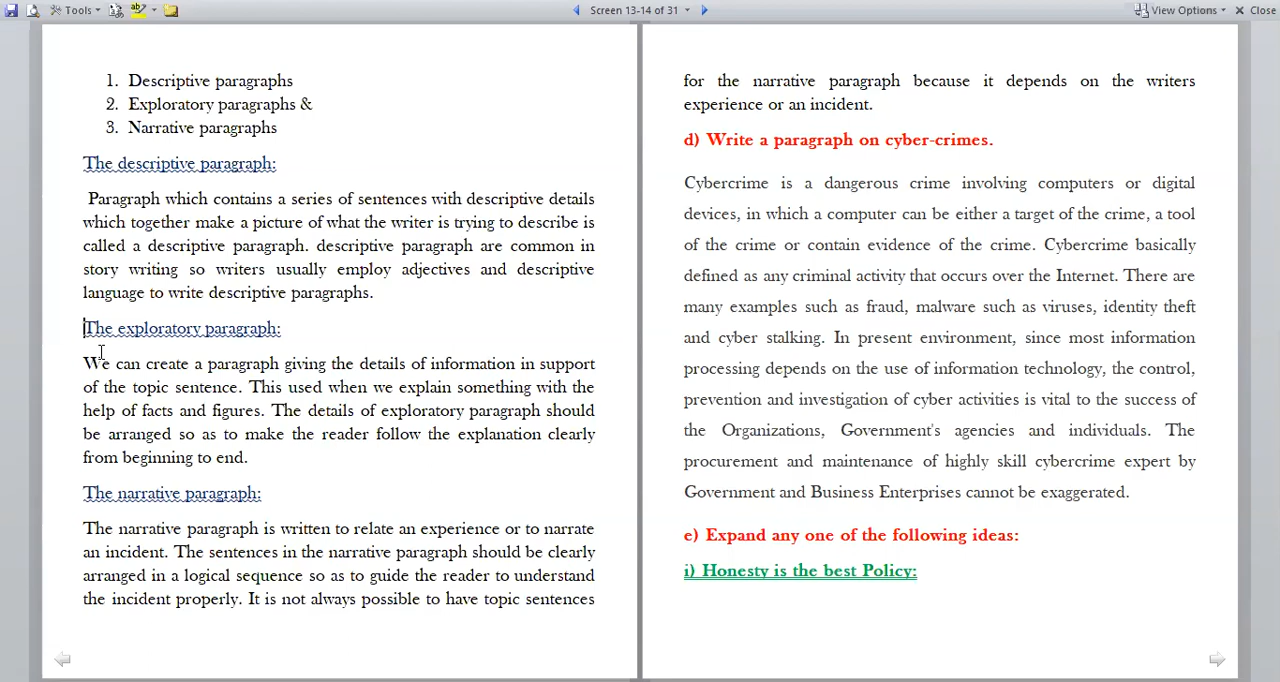 Tools
Screen 13-14 of 31
View Options
Close
1. Descriptive paragraphs
2. Exploratory paragraphs &
3. Narrative paragraphs
The descriptive paragraph:
Paragraph which contains a series of sentences with descriptive details
which together make a picture of what the writer is trying to describe is
called a descriptive paragraph. descriptive paragraph are common in
story writing so writers usually employ adjectives and descriptive
language to write descriptive paragraphs.
The exploratory paragraph:
We can create a paragraph giving the details of information in support
of the topic sentence. This used when we explain something with the
help of facts and figures. The details of exploratory paragraph should
be arranged so as to make the reader follow the explanation clearly
from beginning to end.
The narrative paragraph:
The narrative paragraph is written to relate an experience or to narrate
an incident. The sentences in the narrative paragraph should be clearly
arranged in a logical sequence so as to guide the reader to understand
the incident properly. It is not always possible to have topic sentences
for the narrative paragraph because it depends on the writers
experience or an incident.
d) Write a paragraph on cyber-crimes.
Cybercrime is a dangerous crime involving computers or digital
devices, in which a computer can be either a target of the crime, a tool
of the crime or contain evidence of the crime. Cybercrime basically
defined as any criminal activity that occurs over the Internet. There are
many examples such as fraud, malware such as viruses, identity theft
and cyber stalking. In present environment, since most information
processing depends on the use of information technology, the control,
prevention and investigation of cyber activities is vital to the success of
the Organizations, Government's agencies and individuals. The
procurement and maintenance of highly skill cybercrime expert by
Government and Business Enterprises cannot be exaggerated.
e) Expand any one of the following ideas:
i) Honesty is the best Policy: